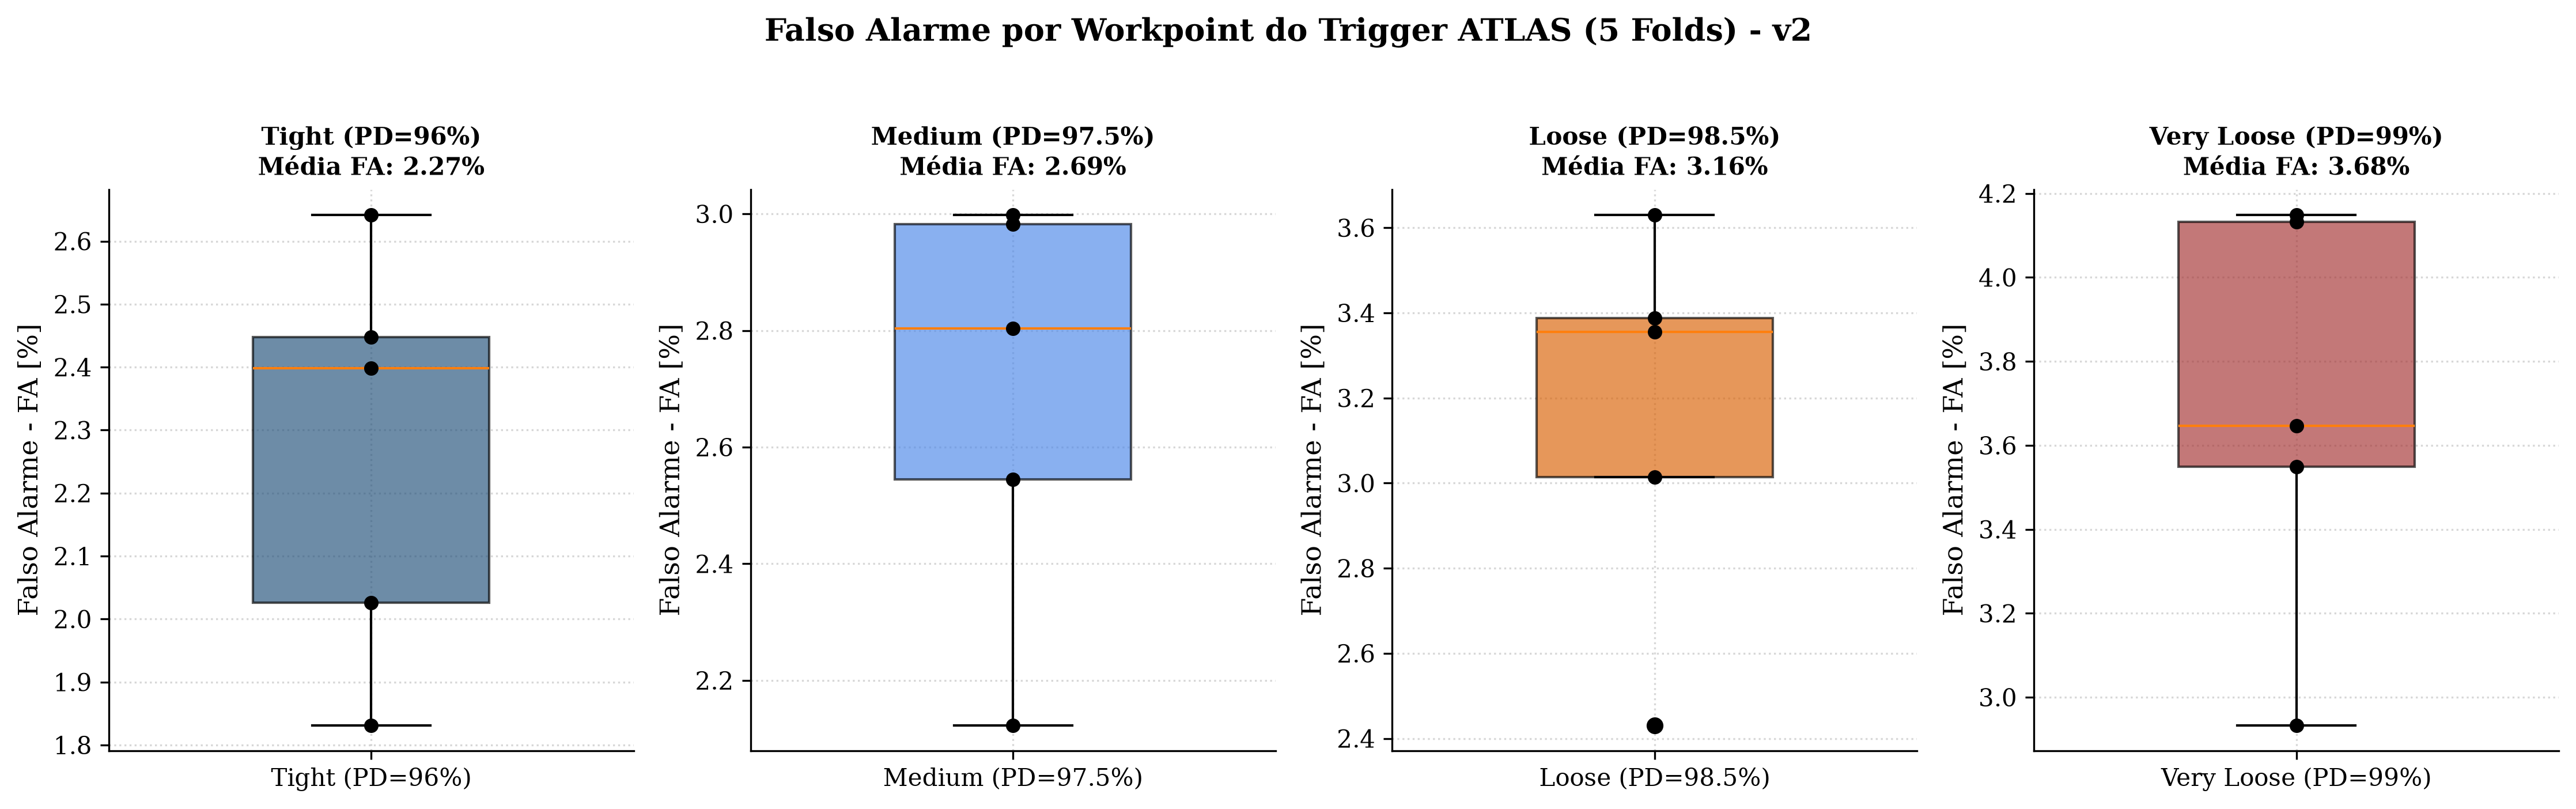 Falso Alarme por Workpoint do Trigger ATLAS (5 Folds) - v2
Tight (PD=96%)
Média FA: 2.27%
Falso Alarme - FA [%]
2.6
2.5
2.4
2.3
2.2
2.1
2.0
1.9
1.8
Tight (PD=96%)
Medium (PD=97.5%)
Média FA: 2.69%
Falso Alarme - FA [%]
3.0
2.8
2.6
2.4
2.2
Medium (PD=97.5%)
Loose (PD=98.5%)
Média FA: 3.16%
Falso Alarme - FA [%]
3.6
3.4
3.2
3.0
2.8
2.6
2.4
Loose (PD=98.5%)
Very Loose (PD=99%)
Média FA: 3.68%
Falso Alarme - FA [%]
4.2
4.0
3.8
3.6
3.4
3.2
3.0
Very Loose (PD=99%)